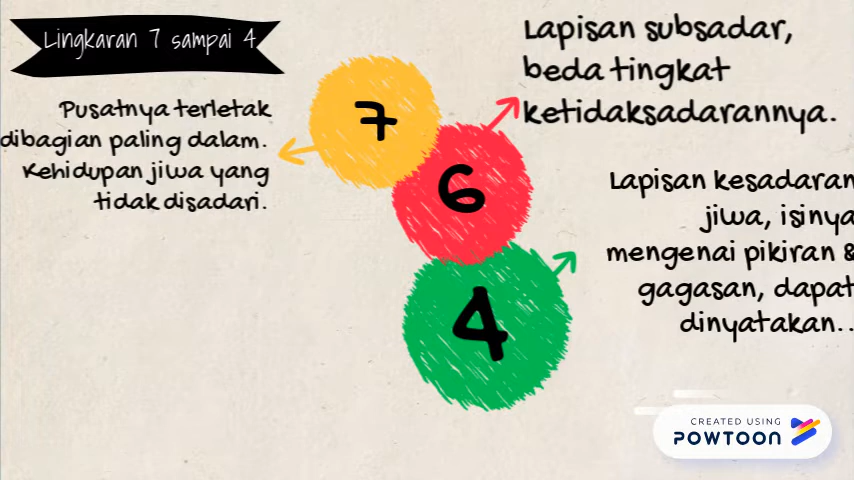 Lingkaran 7 sampai 4
Pusatnya terletak
dibagian paling dalam.
Kehidupan jiwa yang
tidak disadari.
7
6
4
Lapisan subsadar,
beda tingkat
ketidaksadarannya.
Lapisan kesadaran
jiwa, isinya
mengenai pikiran &
gagasan, dapat
dinyatakan..
CREATED USING
POWTOON